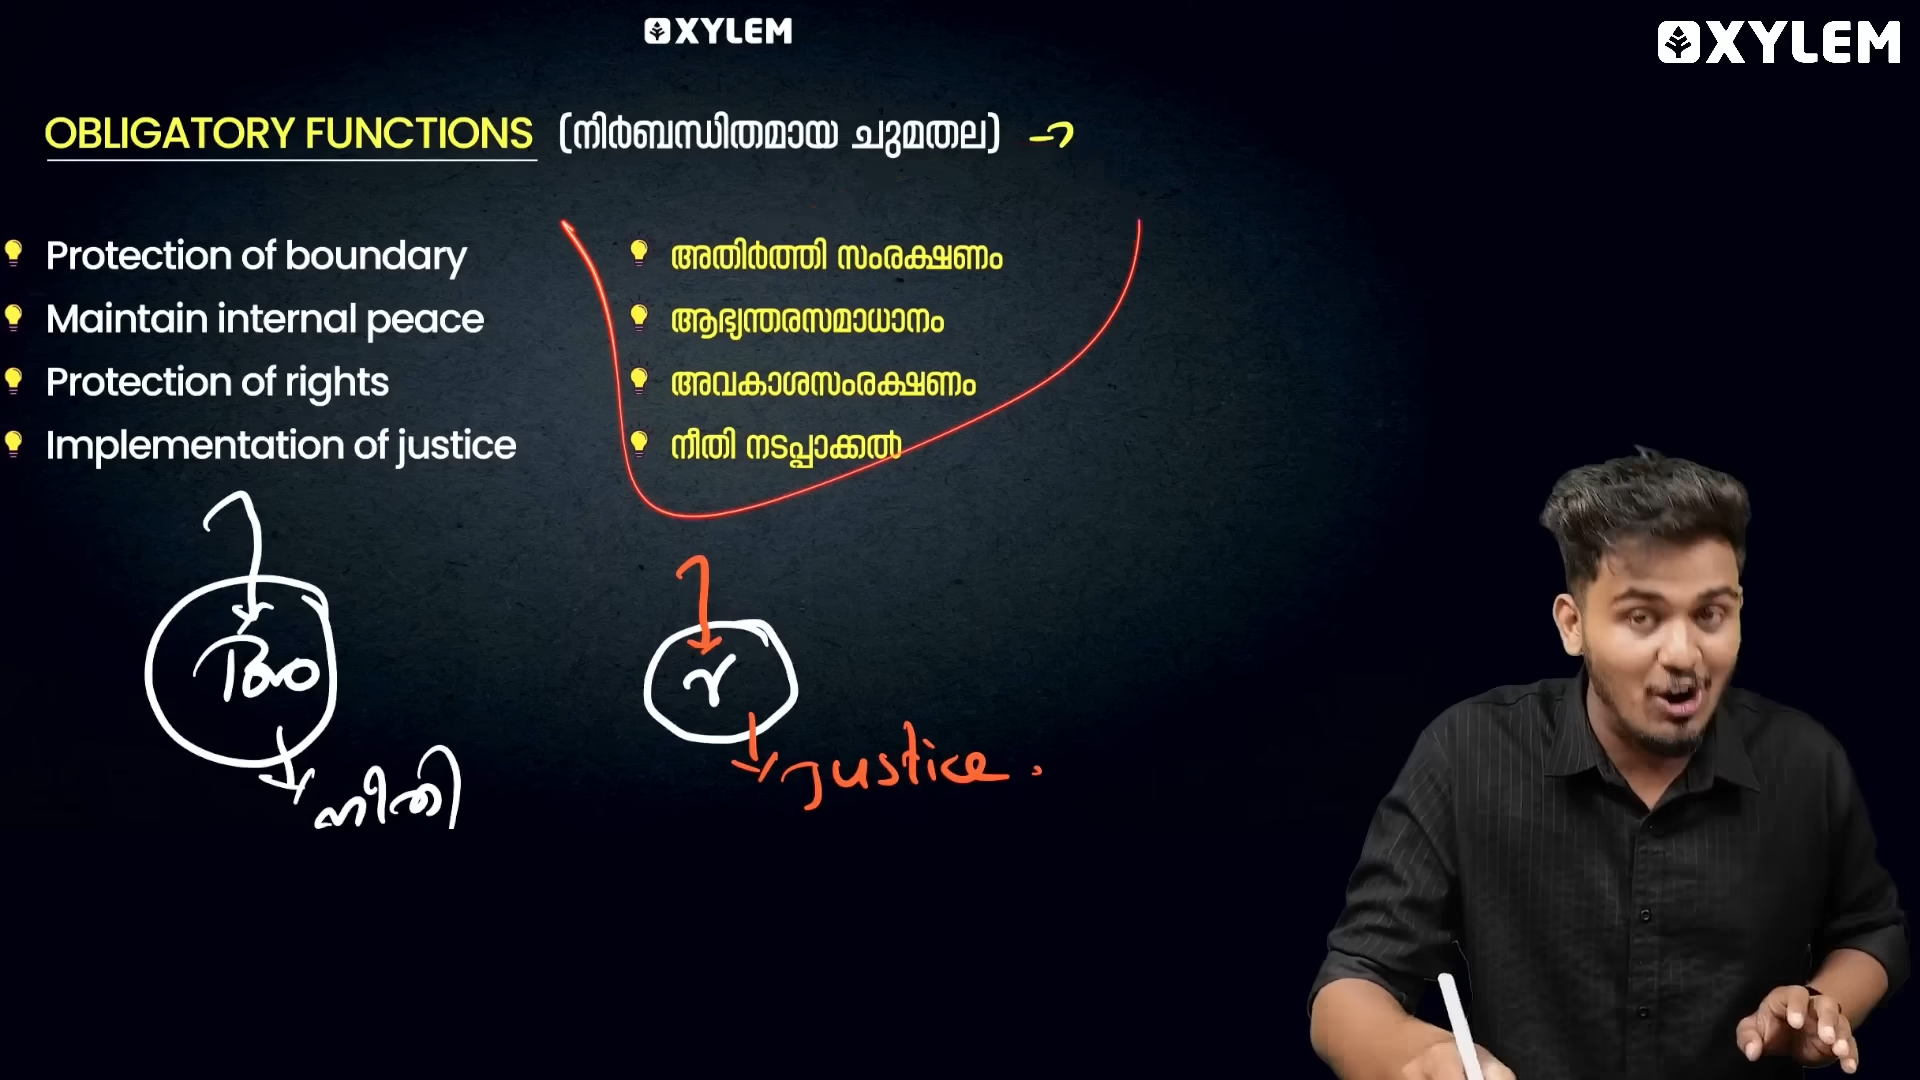 XYLEM
XYLEM
OBLIGATORY FUNCTIONS (നിർബന്ധിതമായ ചുമതല)
Protection of boundary
അതിർത്തി സംരക്ഷണം
Maintain internal peace
ആഭ്യന്തരസമാധാനം
Protection of rights
അവകാശസംരക്ഷണം
Implementation of justice
നീതി നടപ്പാക്കൽ
r
നീതി
Justice.